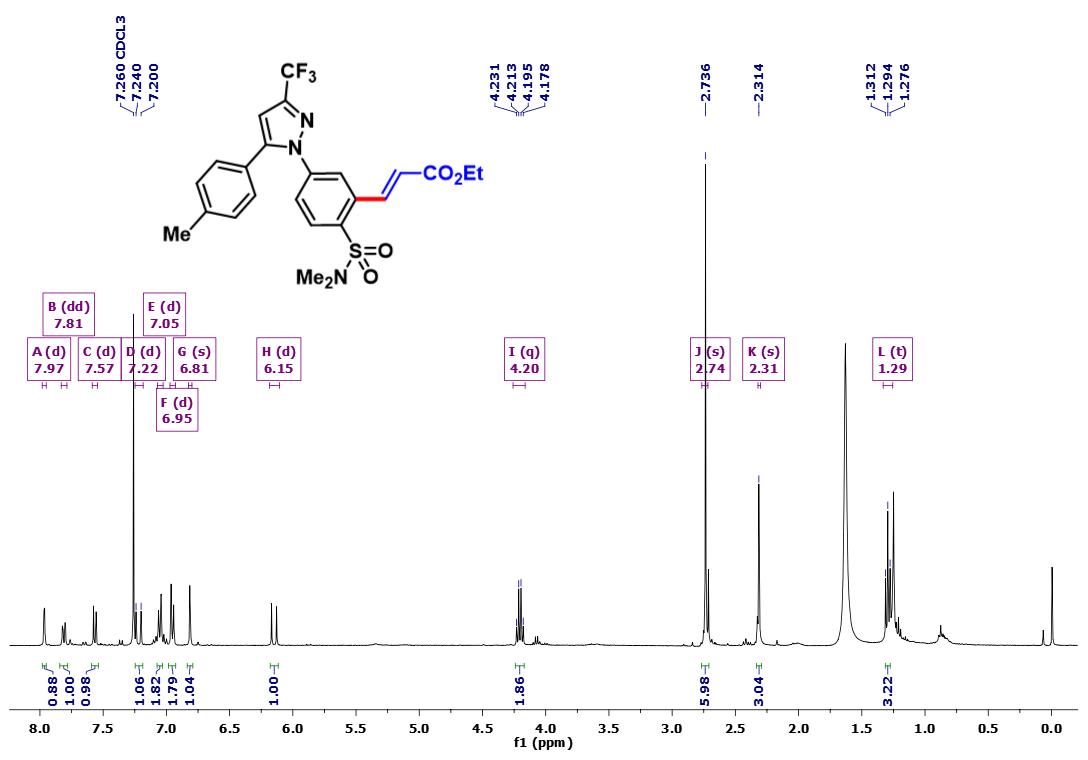 7.260 CDCL3
7.240
7.200
4.231
4.213
4.195
4.178
2.736
2.314
1.312
1.294
1.276
CF3
N
N
CO2Et
Me
S
O
O
Me2N
B (dd)
7.81
E (d)
7.05
A (d)
7.97
C (d)
7.57
D (d)
7.22
G (s)
6.81
H (d)
6.15
I (q)
4.20
J (s)
2.74
K (s)
2.31
L (t)
1.29
F (d)
6.95
0.88
1.00
0.98
1.06
1.82
1.79
1.04
1.00
1.86
5.98
3.04
3.22
8.0
7.5
7.0
6.5
6.0
5.5
5.0
4.5
4.0
3.5
3.0
2.5
2.0
1.5
1.0
0.5
0.0
f1 (ppm)